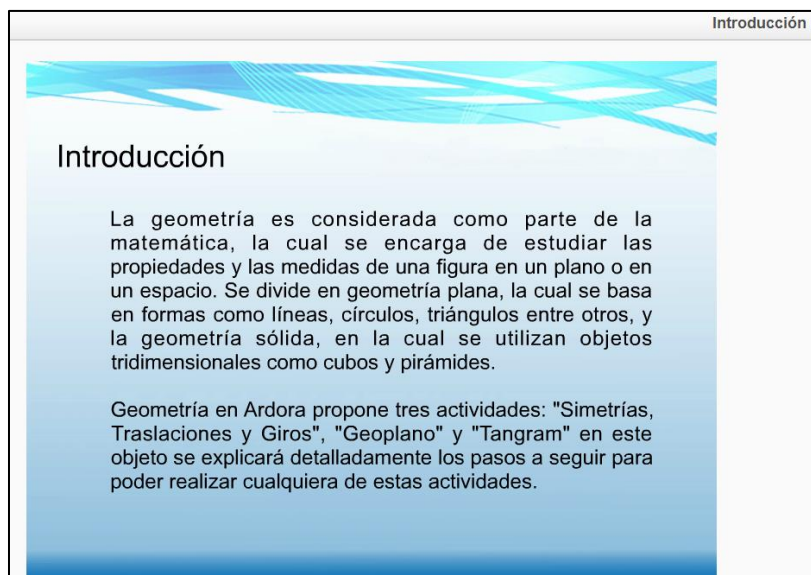 Introducción
Introducción
La geometría es considerada como parte de la
matemática, la cual se encarga de estudiar las
propiedades y las medidas de una figura en un plano o en
un espacio. Se divide en geometría plana, la cual se basa
en formas como líneas, círculos, triángulos entre otros, y
la geometría sólida, en la cual se utilizan objetos
tridimensionales como cubos y pirámides.
Geometría en Ardora propone tres actividades: "Simetrías,
Traslaciones y Giros", "Geoplano" y "Tangram" en este
objeto se explicará detalladamente los pasos a seguir para
poder realizar cualquiera de estas actividades.